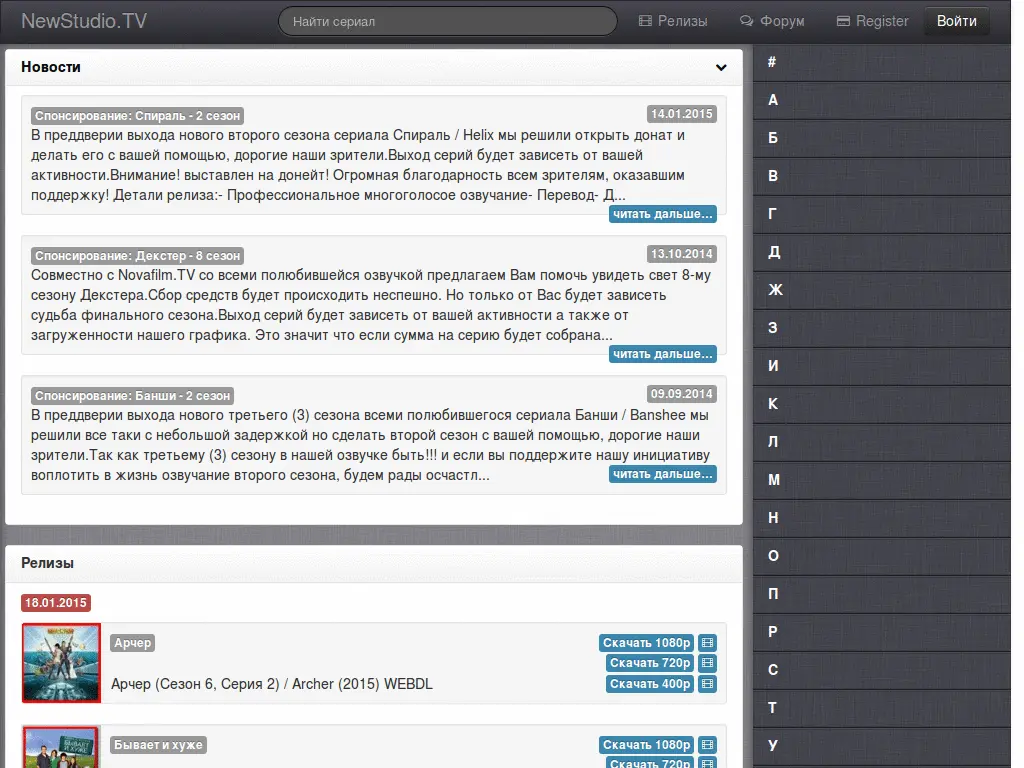 NewStudio.TV
Найти сериал
Релизы
Форум
Register
Войти
Новости
Спонсирование: Спираль - 2 сезон
14.01.2015
В преддверии выхода нового второго сезона сериала Спираль / Helix мы решили открыть донат и
делать его с вашей помощью, дорогие наши зрители.Выход серий будет зависеть от вашей
активности.Внимание! выставлен на донейт! Огромная благодарность всем зрителям, оказавшим
поддержку! Детали релиза:- Профессиональное многоголосое озвучание- Перевод- Д...
читать дальше...
Спонсирование: Декстер - 8 сезон
13.10.2014
Совместно с Novafilm.TV со всеми полюбившейся озвучкой предлагаем Вам помочь увидеть свет 8-му
сезону Декстера.Сбор средств будет происходить неспешно. Но только от Вас будет зависеть
судьба финального сезона.Выход серий будет зависеть от вашей активности а также от
загруженности нашего графика. Это значит что если сумма на серию будет собрана...
читать дальше...
Спонсирование: Банши - 2 сезон
09.09.2014
В преддверии выхода нового третьего (3) сезона всеми полюбившегося сериала Банши / Banshee мы
решили все таки с небольшой задержкой но сделать второй сезон с вашей помощью, дорогие наши
зрители.Так как третьему (3) сезону в нашей озвучке быть!!! и если вы поддержите нашу инициативу
воплотить в жизнь озвучание второго сезона, будем рады осчастл...
читать дальше...
Релизы
18.01.2015
Арчер
Арчер (Сезон 6, Серия 2) / Archer (2015) WEBDL
Скачать 1080p
Скачать 720p
Скачать 400p
Бывает и хуже
Скачать 1080p
Скачать 720p
#
А
Б
В
Г
Д
Ж
З
И
К
Л
М
Н
О
П
Р
С
Т
У